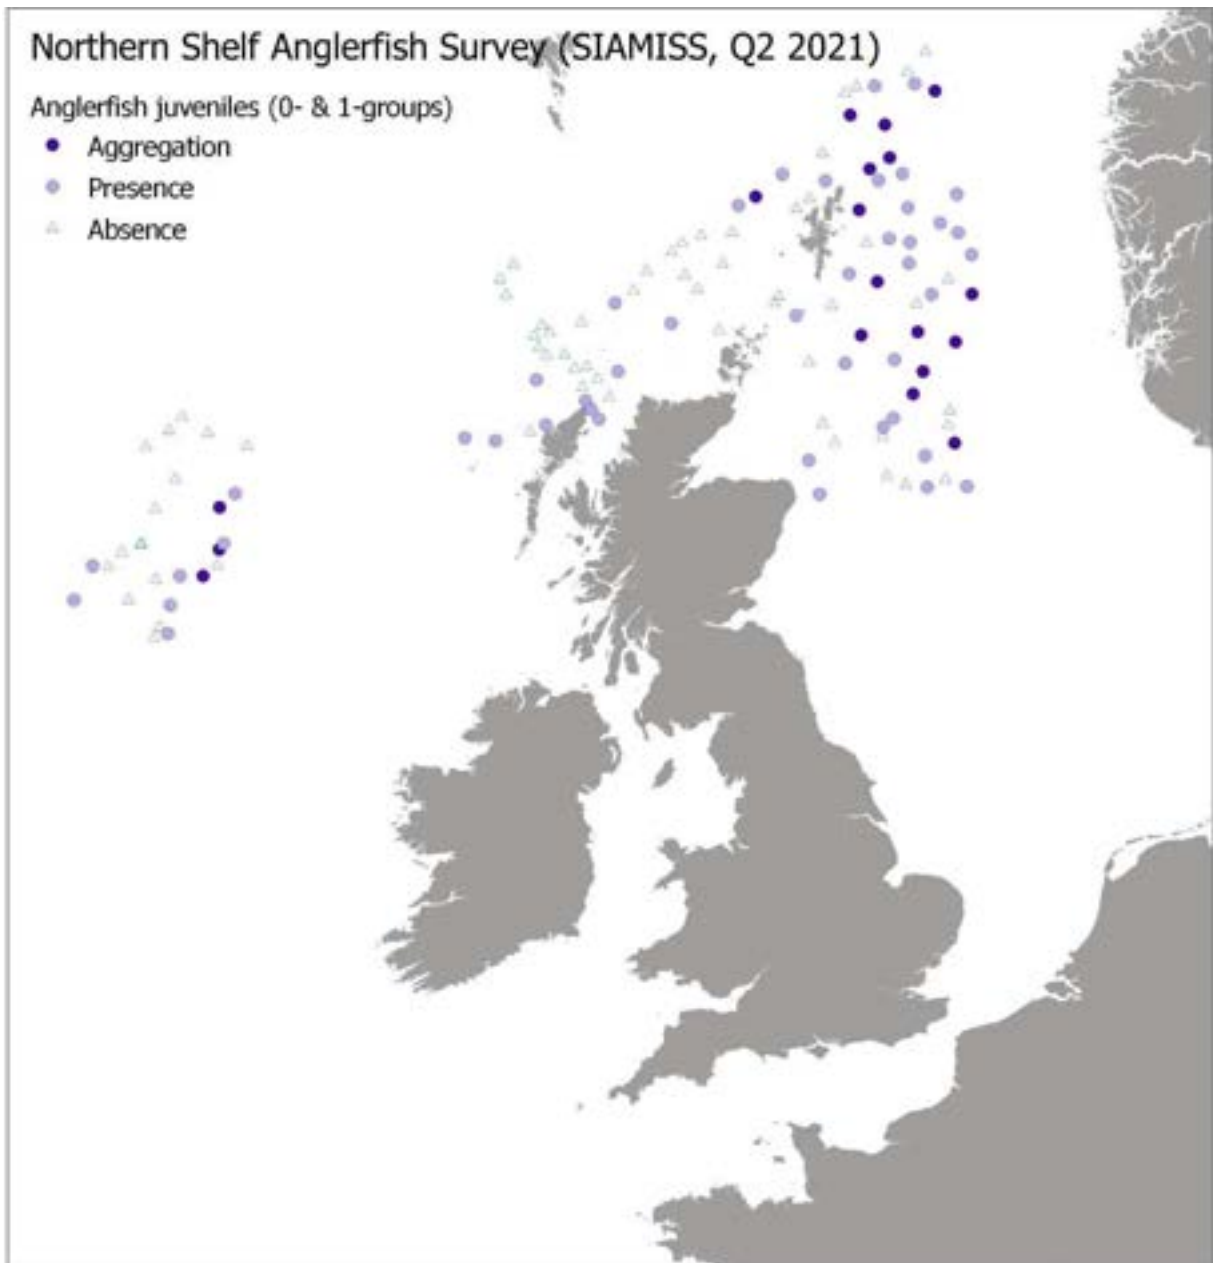 Northern Shelf Anglerfish Survey (SIAMISS, Q2 2021)
Anglerfish juveniles (0- & 1-groups)
Aggregation
Presence
Absence